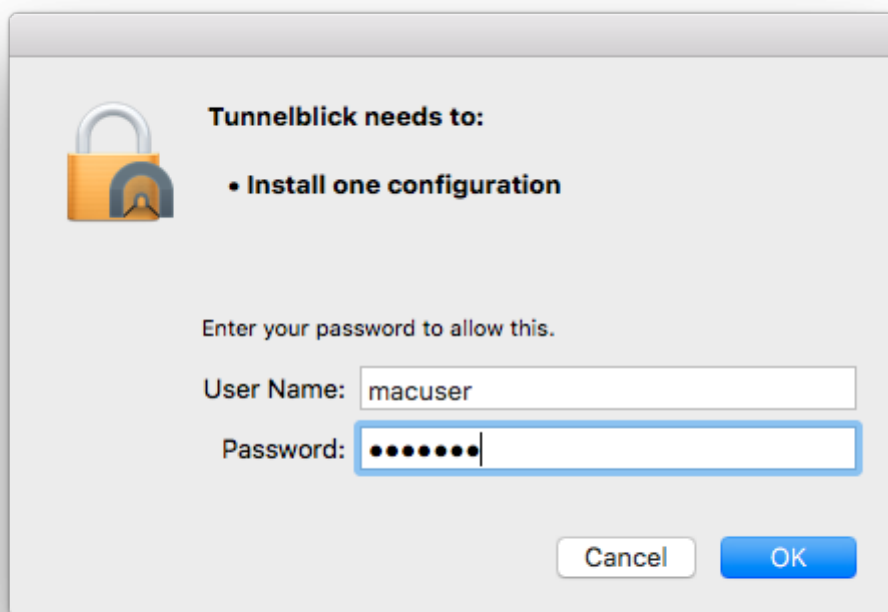 Tunnelblick needs to:
• Install one configuration
Enter your password to allow this.
User Name: macuser
Password: •••••••
Cancel OK